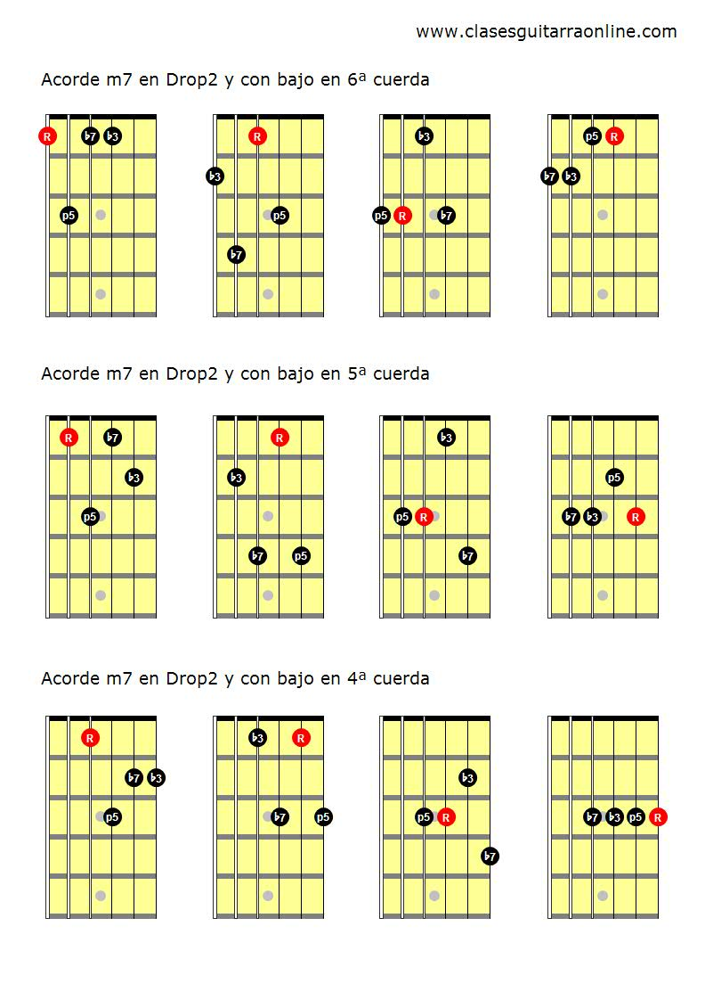 www.clasesguitarraonline.com
Acorde m7 en Drop2 y con bajo en 6ª cuerda
R ♭7 ♭3 R ♭3 p5 R
♭3 ♭7 ♭3
p5 p5 p5 R ♭7
♭7
Acorde m7 en Drop2 y con bajo en 5ª cuerda
R ♭7 R ♭3
♭3 ♭3 p5
p5 p5 R ♭7 ♭3 R
♭7 p5 ♭7
Acorde m7 en Drop2 y con bajo en 4ª cuerda
R ♭3 R
♭7 ♭3 ♭3
p5 ♭7 p5 p5 R ♭7 ♭3 p5 R
♭7